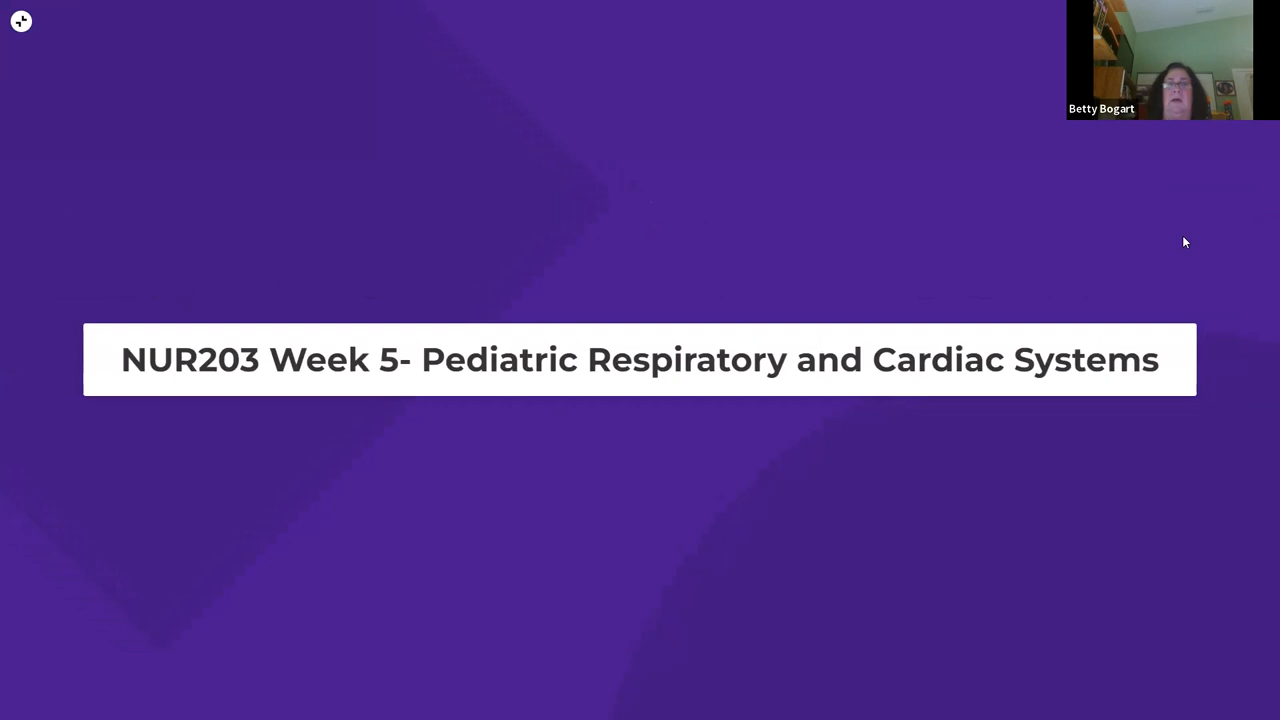 Betty Bogart
NUR203 Week 5- Pediatric Respiratory and Cardiac Systems